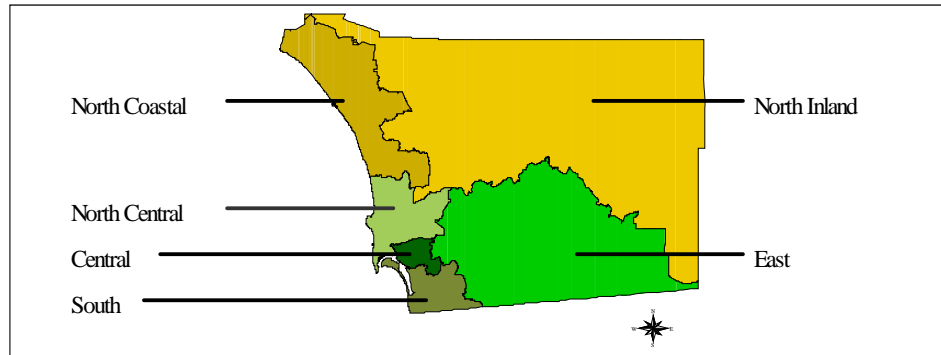 North Coastal
North Inland
North Central
Central
East
South
N
W E
S